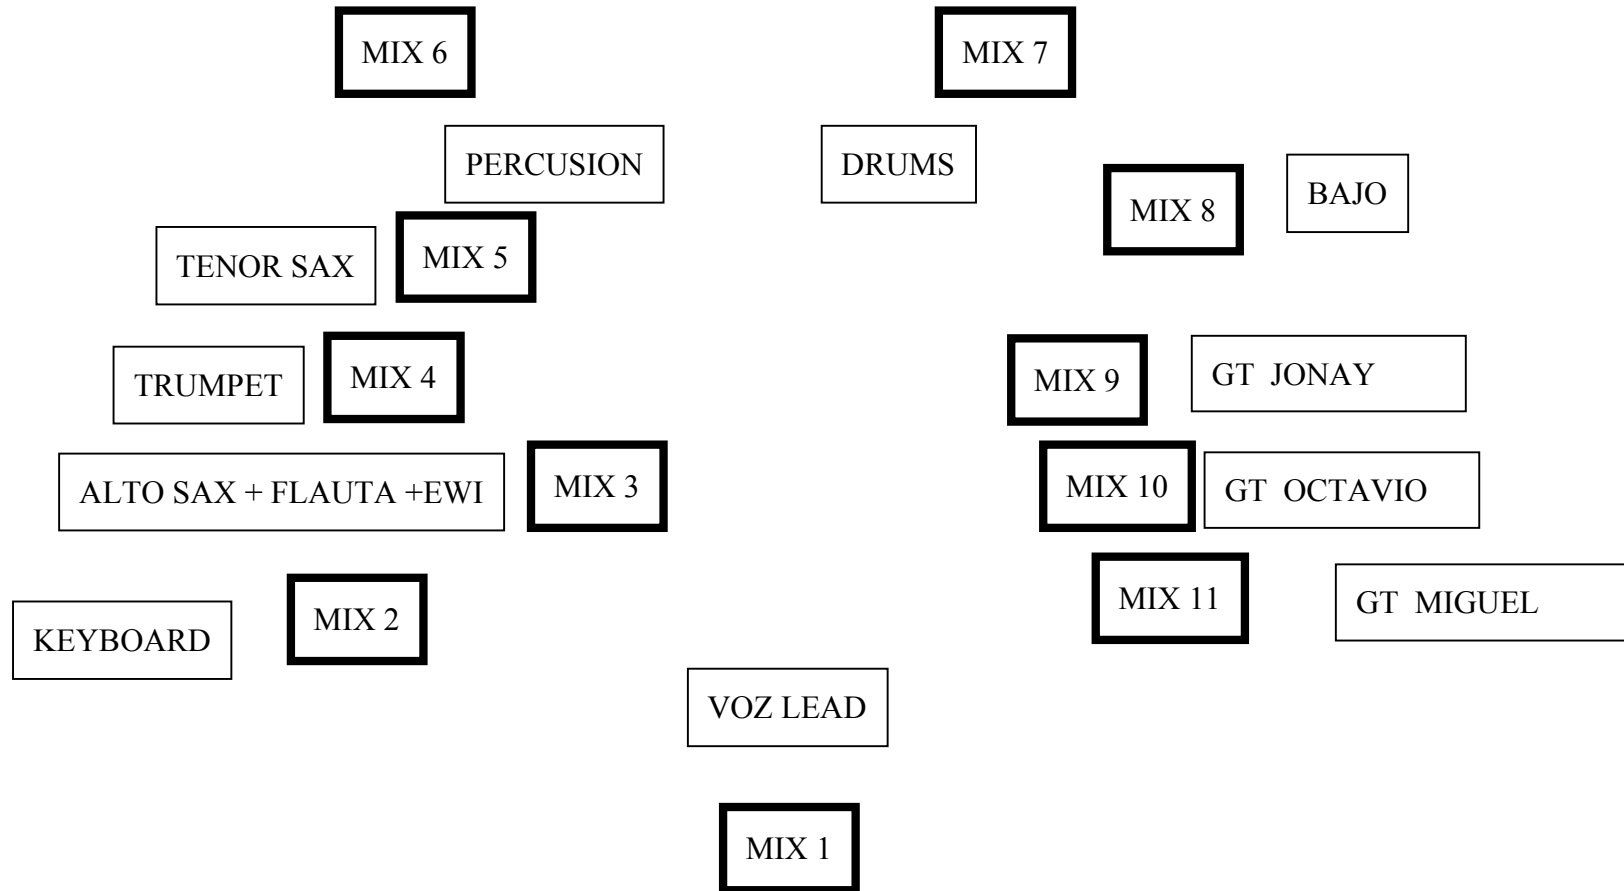 MIX 6
MIX 7
PERCUSION
DRUMS
MIX 8
BAJO
TENOR SAX
MIX 5
TRUMPET
MIX 4
MIX 9
GT  JONAY
ALTO SAX + FLAUTA +EWI
MIX 3
MIX 10
GT  OCTAVIO
KEYBOARD
MIX 2
MIX 11
GT  MIGUEL
VOZ LEAD
MIX 1